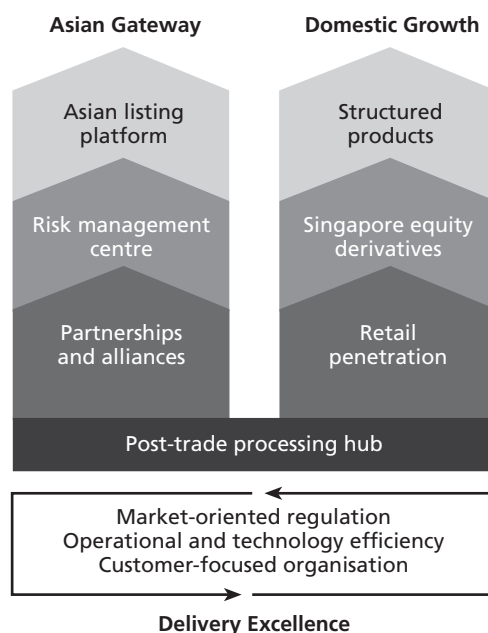 Asian Gateway
Asian listing
platform
Risk management
centre
Partnerships
and alliances
Domestic Growth
Structured
products
Singapore equity
derivatives
Retail
penetration
Post-trade processing hub
Market-oriented regulation
Operational and technology efficiency
Customer-focused organisation
Delivery Excellence